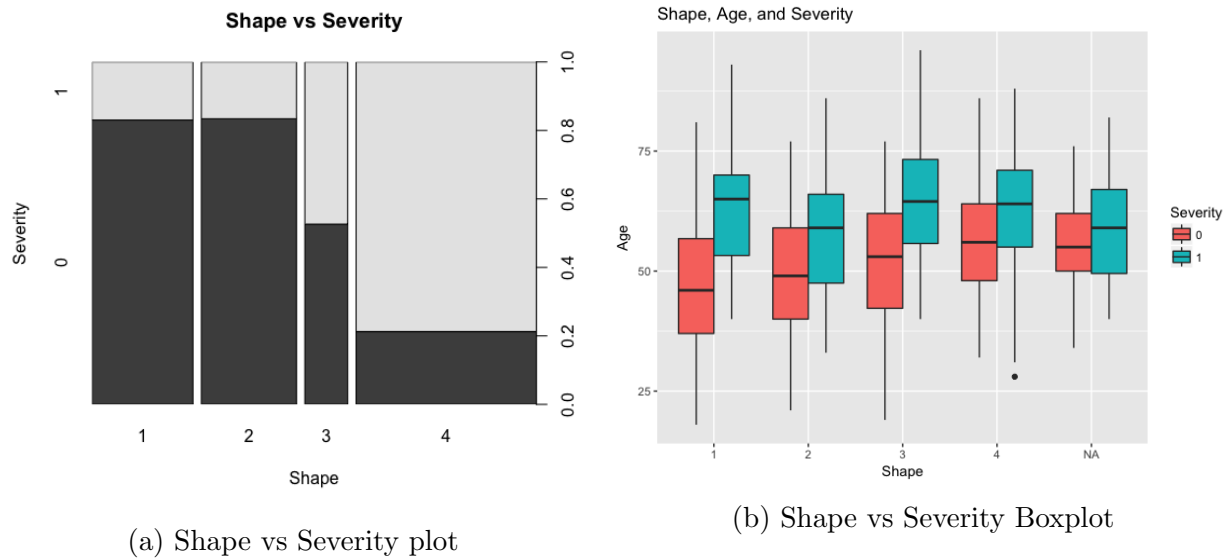 Shape vs Severity
1
0
Severity
0.0 0.2 0.4 0.6 0.8 1.0
1 2 3 4
Shape
(a) Shape vs Severity plot
Shape, Age, and Severity
75
50
25
Age
1 2 3 4 NA
Shape
Severity
0
1
(b) Shape vs Severity Boxplot